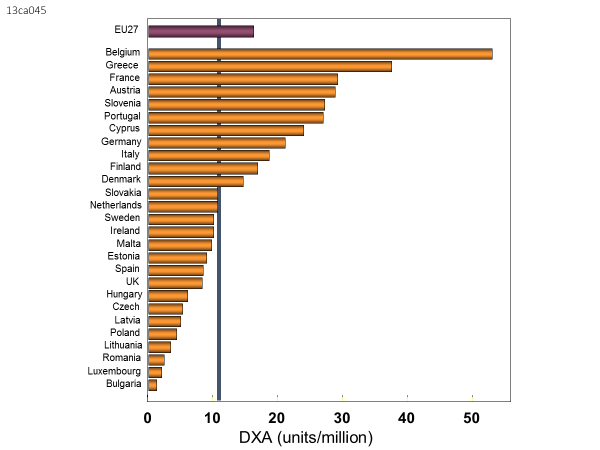 13ca045
EU27
Belgium
Greece
France
Austria
Slovenia
Portugal
Cyprus
Germany
Italy
Finland
Denmark
Slovakia
Netherlands
Sweden
Ireland
Malta
Estonia
Spain
UK
Hungary
Czech
Latvia
Poland
Lithuania
Romania
Luxembourg
Bulgaria
0 10 20 30 40 50
DXA (units/million)